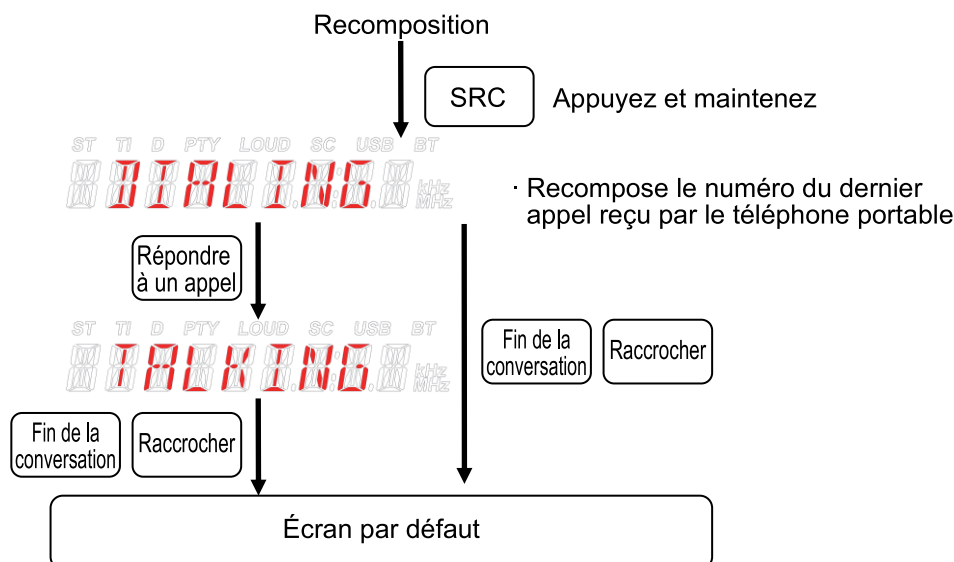 Recomposition
SRC
Appuyez et maintenez
ST TI D PTY LOUD SC USB BT
DIALING
kHz
MHz
· Recompose le numéro du dernier
appel reçu par le téléphone portable
Répondre
à un appel
ST TI D PTY LOUD SC USB BT
TALKING
kHz
MHz
Fin de la
conversation
Raccrocher
Fin de la
conversation
Raccrocher
Écran par défaut